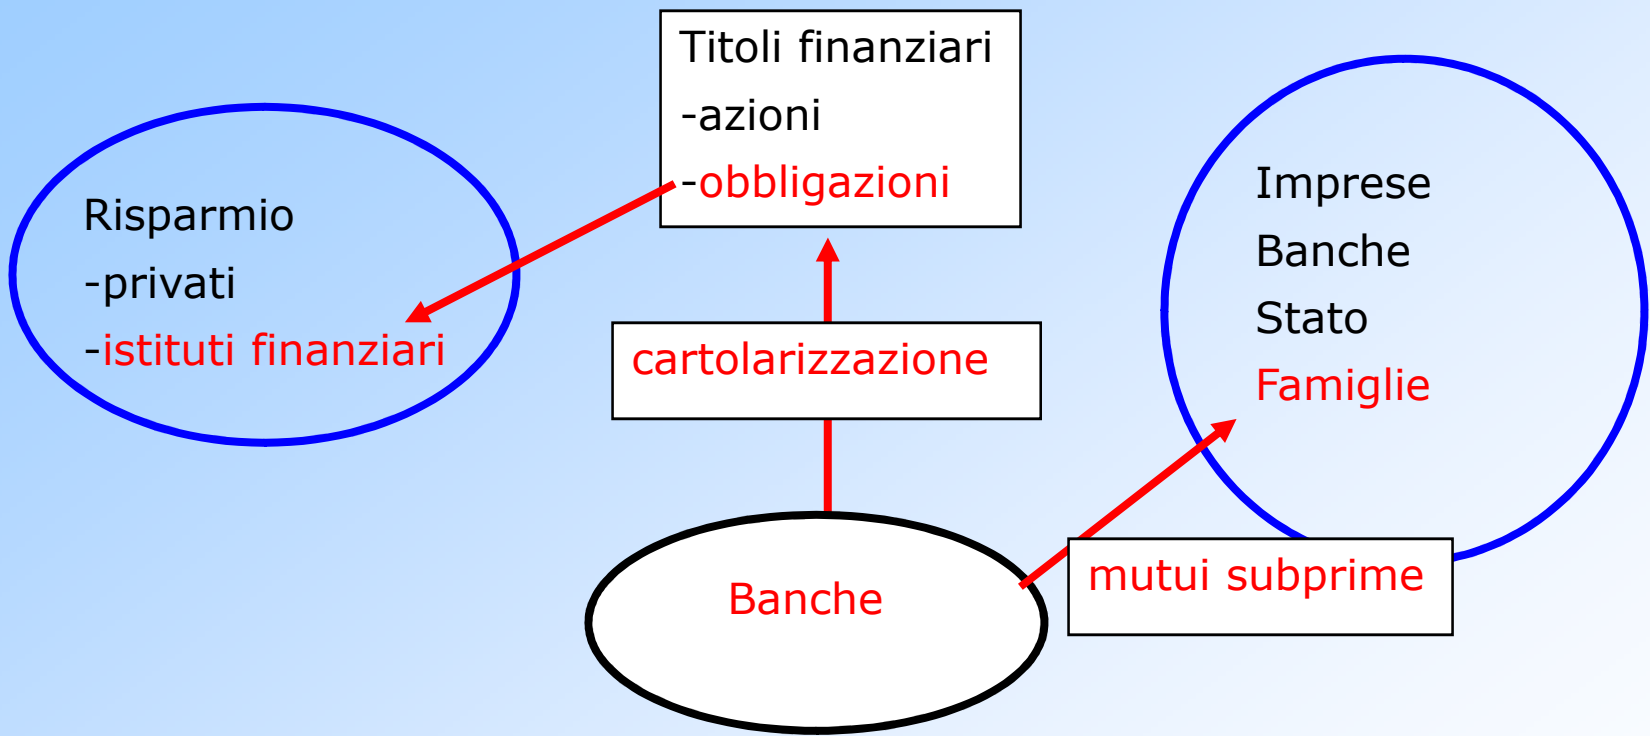 Titoli finanziari
-azioni
-obbligazioni
Risparmio
-privati
-istituti finanziari
Imprese
Banche
Stato
Famiglie
cartolarizzazione
mutui subprime
Banche